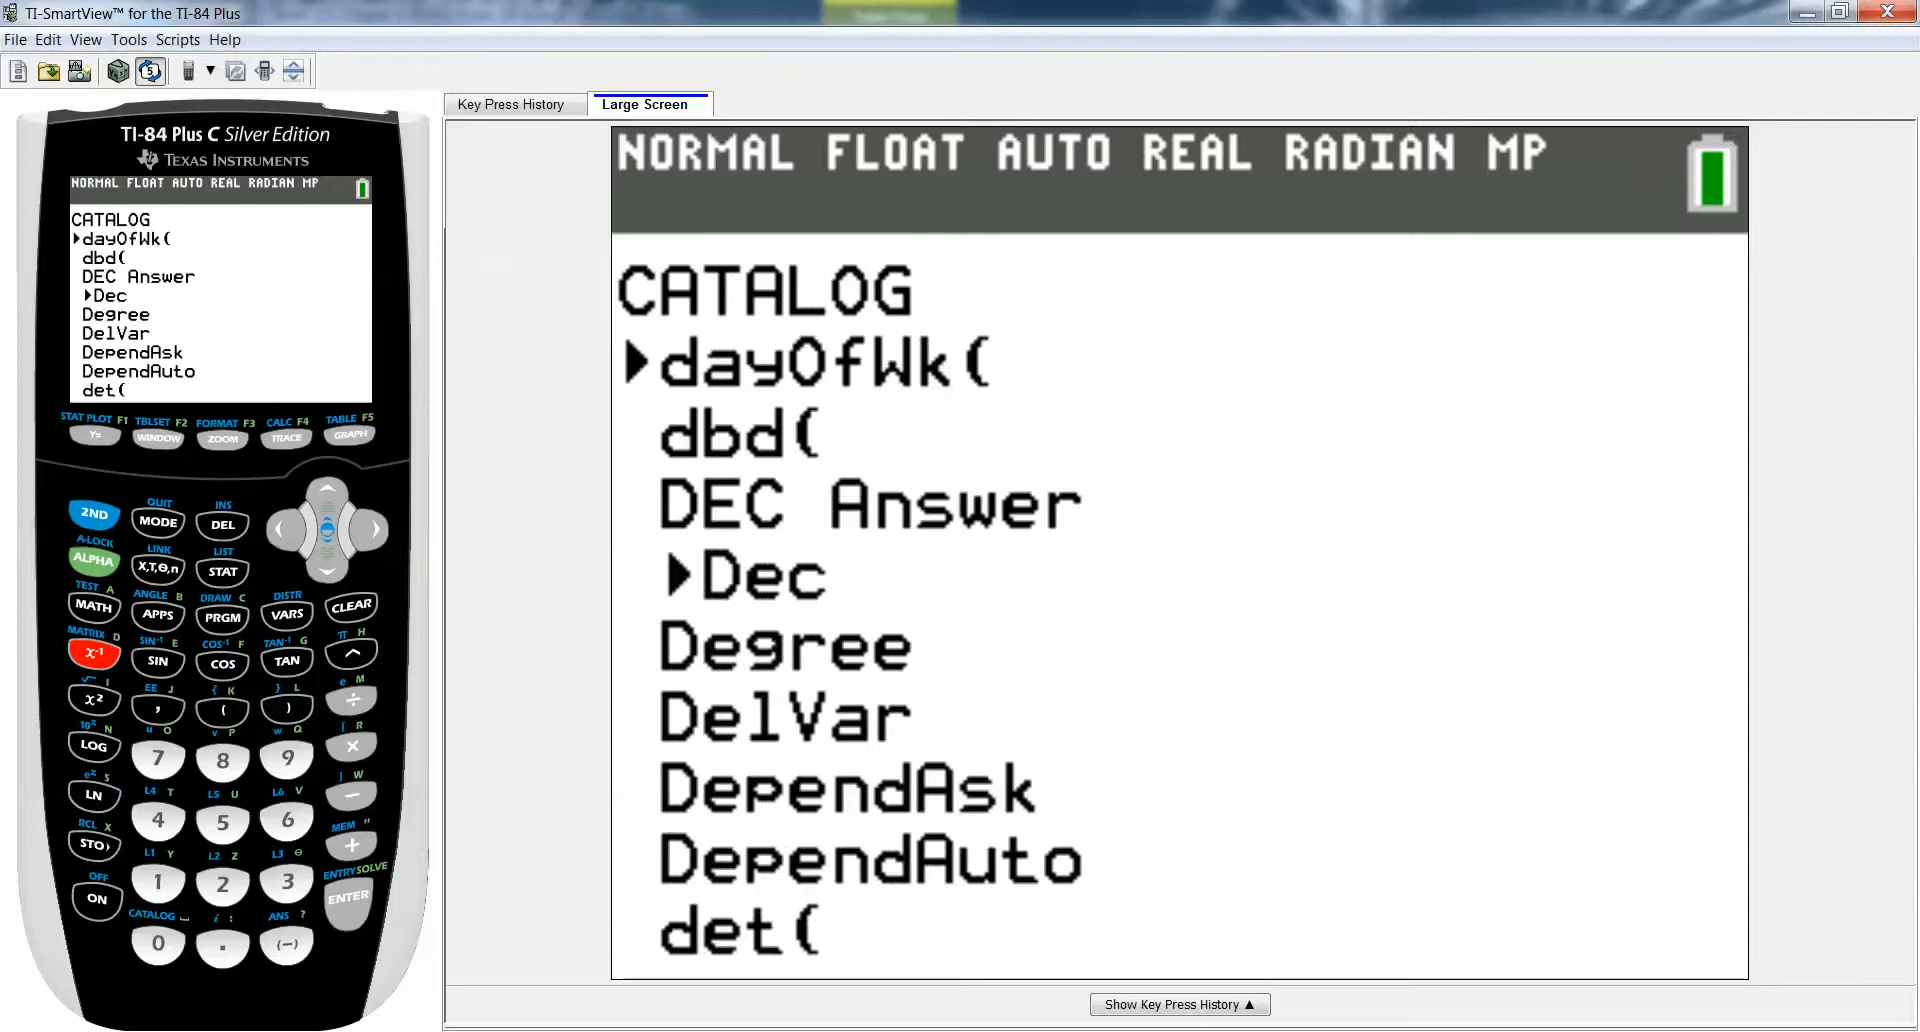 TI-SmartView™ for the TI-84 Plus
File Edit View Tools Scripts Help
Key Press History
Large Screen
TI-84 Plus C Silver Edition
TEXAS INSTRUMENTS
NORMAL FLOAT AUTO REAL RADIAN MP
CATALOG
▶dayOfWk(
dbd(
DEC Answer
▶Dec
Degree
DelVar
DependAsk
DependAuto
det(
STAT PLOT F1 TBLSET F2 FORMAT F3 CALC F4 TABLE F5
Y= WINDOW ZOOM TRACE GRAPH
QUIT INS
2ND MODE DEL
A-LOCK LINK LIST
ALPHA X,T,θ,n STAT
TEST A ANGLE B DRAW C DISTR
MATH APPS PRGM VARS CLEAR
MATRIX D SIN⁻¹ E COS⁻¹ F TAN⁻¹ G π H
x⁻¹ SIN COS TAN ^
√ I EE J { K } L e M
x² , ( ) ÷
10ˣ N u O v P w Q [ R
LOG 7 8 9 ×
eˣ S L4 T L5 U L6 V ] W
LN 4 5 6 −
RCL X L1 Y L2 Z L3 θ MEM "
STO▸ 1 2 3 +
OFF CATALOG ⎵ i : ANS ? ENTRY SOLVE
ON 0 . (−) ENTER
NORMAL FLOAT AUTO REAL RADIAN MP
CATALOG
▶dayOfWk(
dbd(
DEC Answer
▶Dec
Degree
DelVar
DependAsk
DependAuto
det(
Show Key Press History ▲